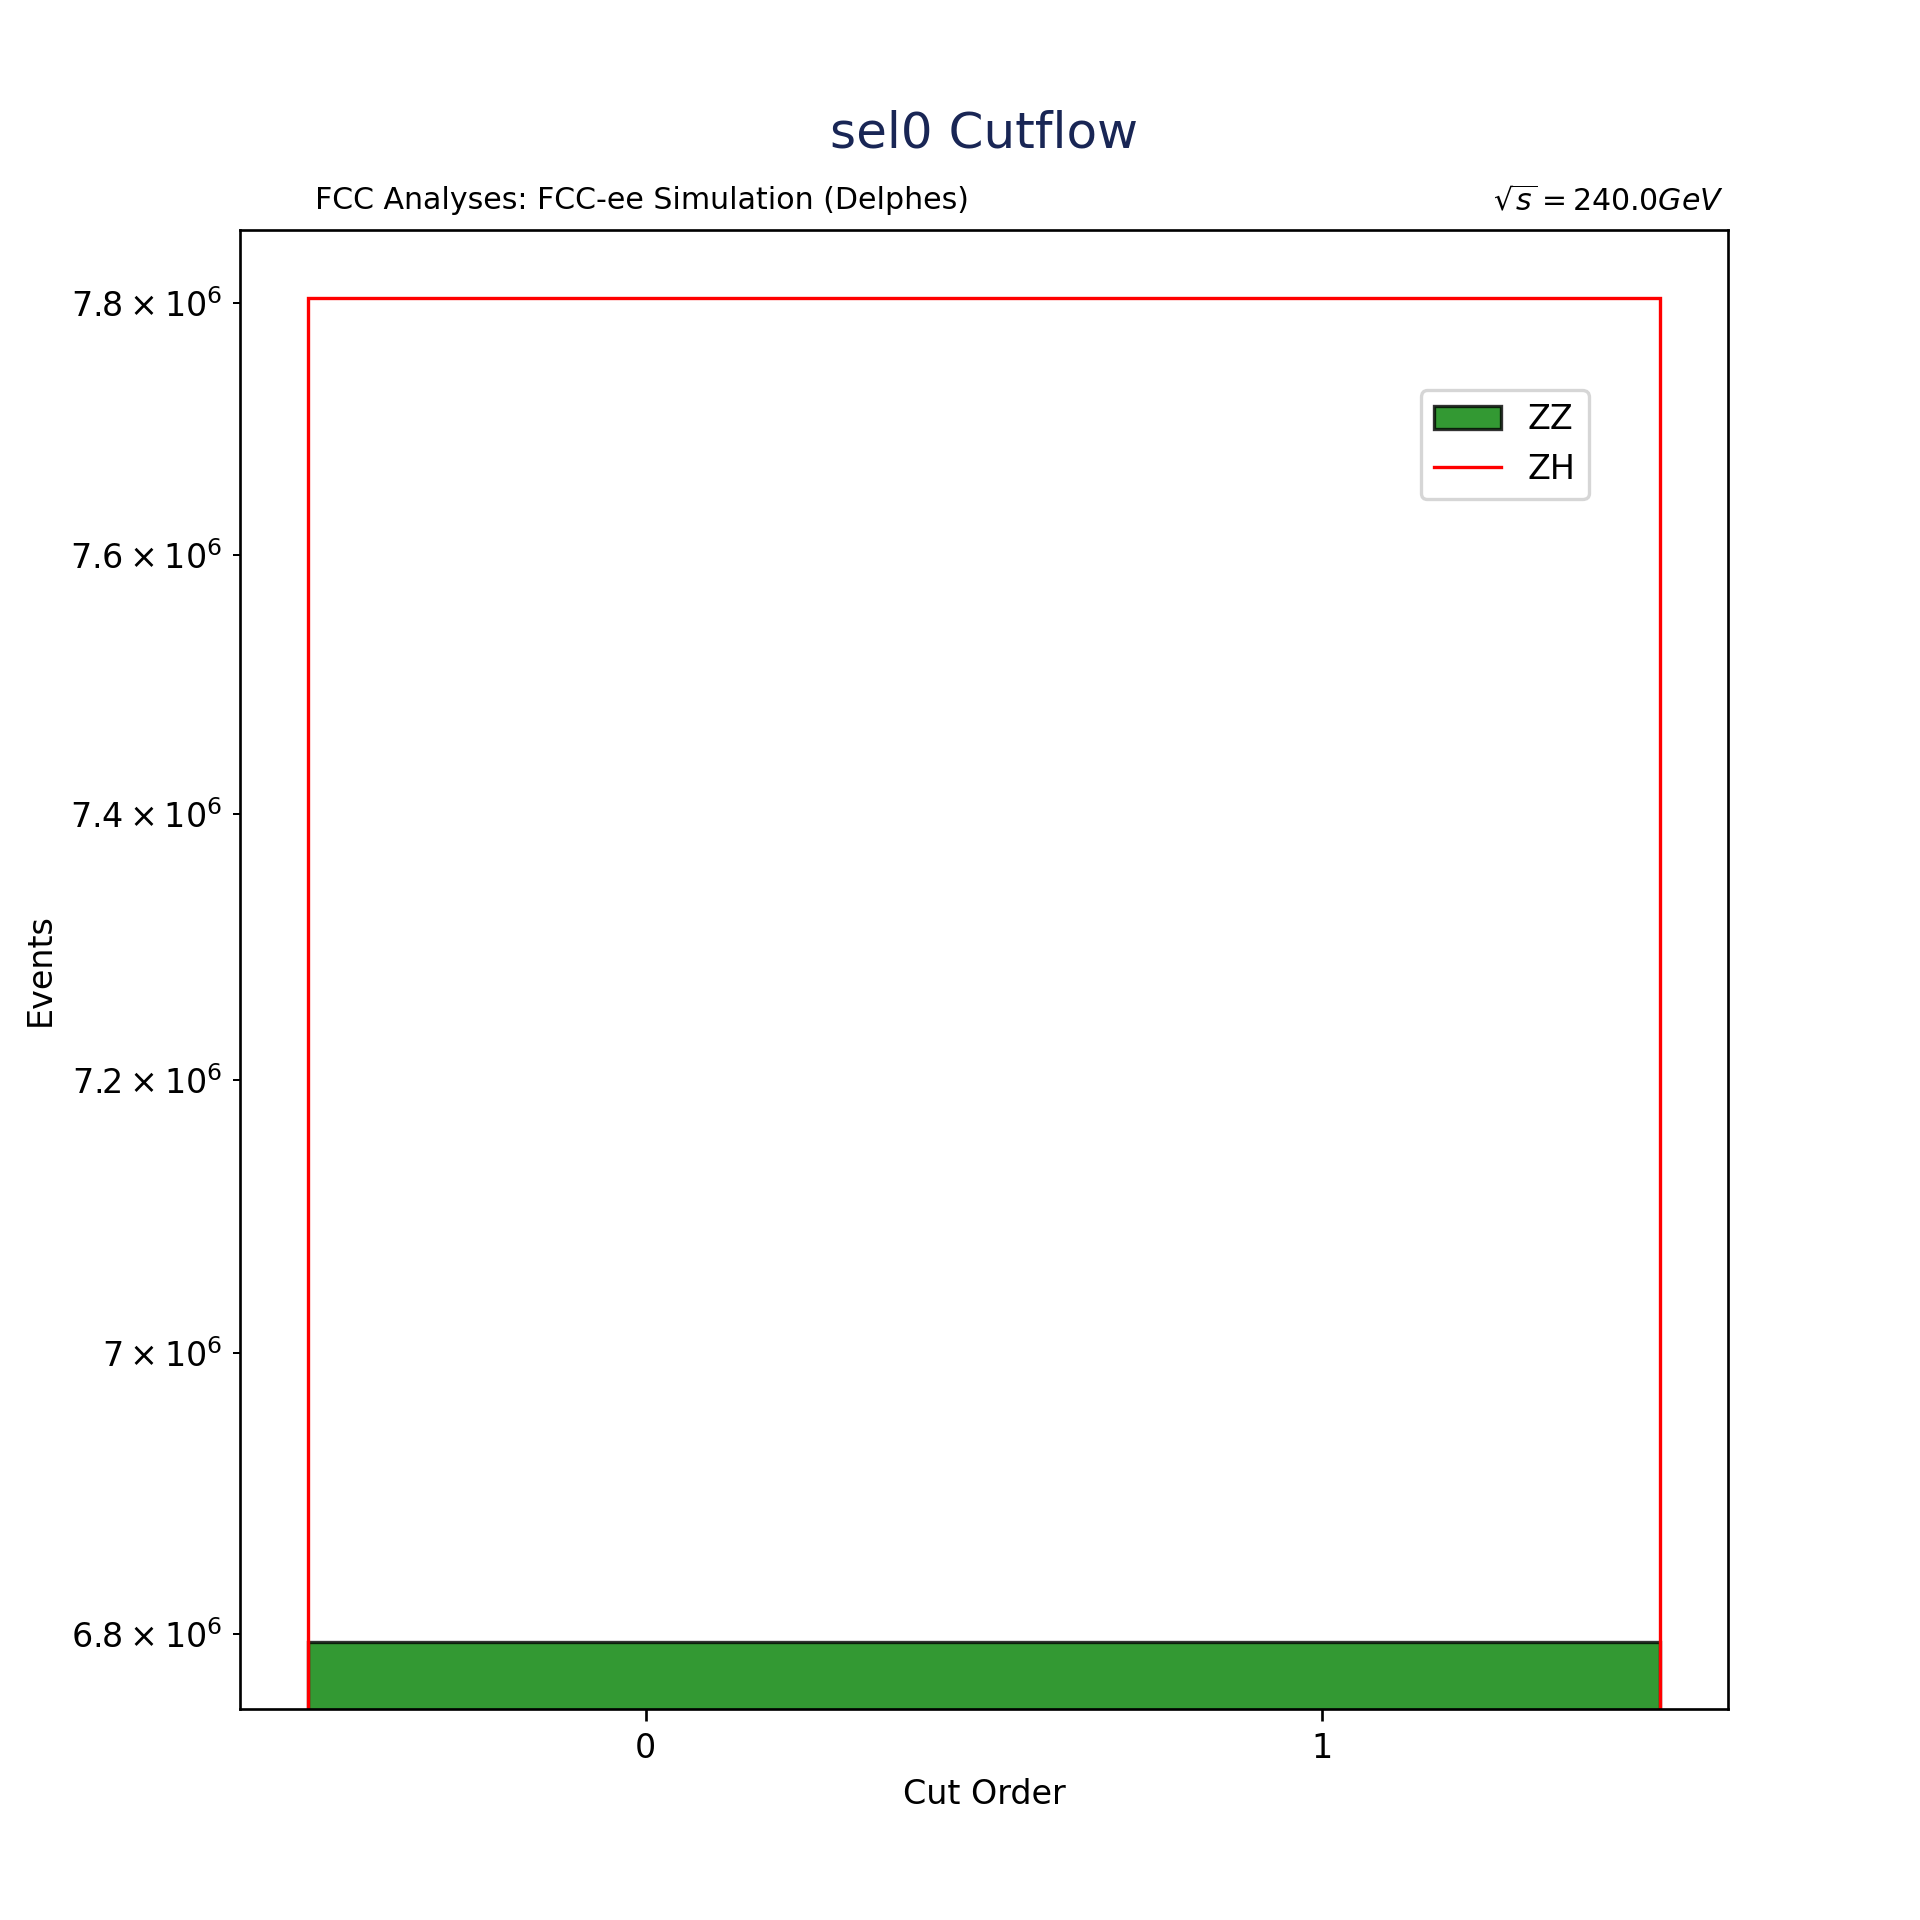 sel0 Cutflow
FCC Analyses: FCC-ee Simulation (Delphes)
√s = 240.0GeV
7.8 × 10⁶
7.6 × 10⁶
7.4 × 10⁶
7.2 × 10⁶
7 × 10⁶
6.8 × 10⁶
Events
ZZ
ZH
0 1
Cut Order